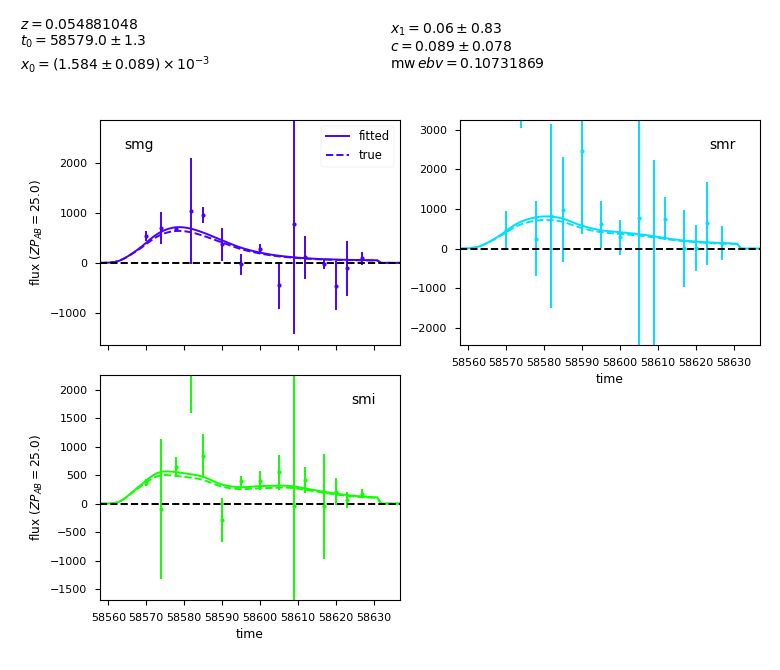 z = 0.054881048
t₀ = 58579.0 ± 1.3
x₀ = (1.584 ± 0.089) × 10⁻³
x₁ = 0.06 ± 0.83
c = 0.089 ± 0.078
mw ebv = 0.10731869
smg
fitted
true
2000
1000
0
−1000
flux (ZP_AB = 25.0)
smr
3000
2000
1000
0
−1000
−2000
58560 58570 58580 58590 58600 58610 58620 58630
time
smi
2000
1500
1000
500
0
−500
−1000
−1500
flux (ZP_AB = 25.0)
58560 58570 58580 58590 58600 58610 58620 58630
time